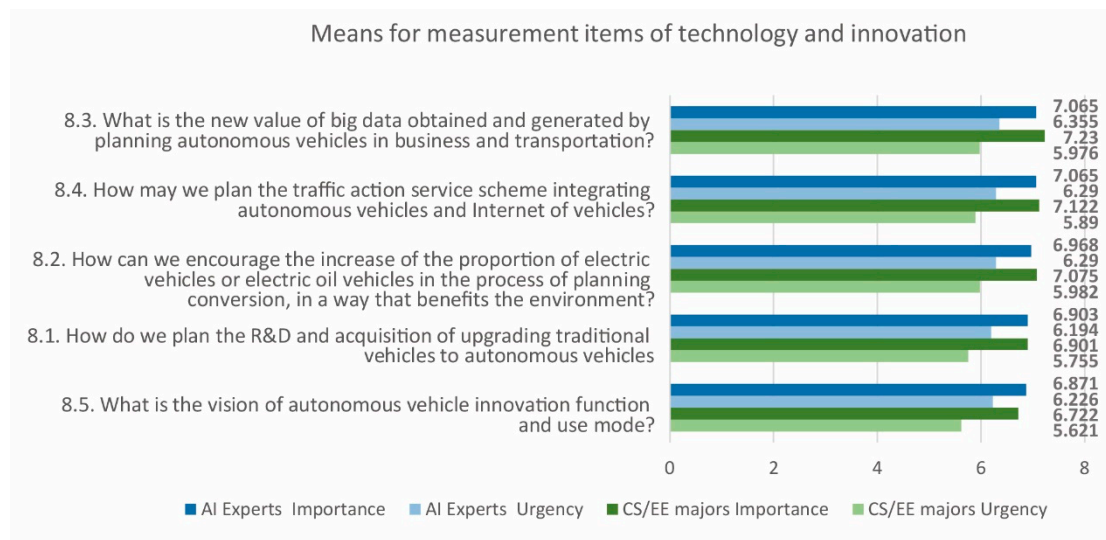 Means for measurement items of technology and innovation
8.3. What is the new value of big data obtained and generated by
planning autonomous vehicles in business and transportation?
7.065
6.355
7.23
5.976
8.4. How may we plan the traffic action service scheme integrating
autonomous vehicles and Internet of vehicles?
7.065
6.29
7.122
5.89
8.2. How can we encourage the increase of the proportion of electric
vehicles or electric oil vehicles in the process of planning
conversion, in a way that benefits the environment?
6.968
6.29
7.075
5.982
8.1. How do we plan the R&D and acquisition of upgrading traditional
vehicles to autonomous vehicles
6.903
6.194
6.901
5.755
8.5. What is the vision of autonomous vehicle innovation function
and use mode?
6.871
6.226
6.722
5.621
0 2 4 6 8
AI Experts Importance AI Experts Urgency CS/EE majors Importance CS/EE majors Urgency